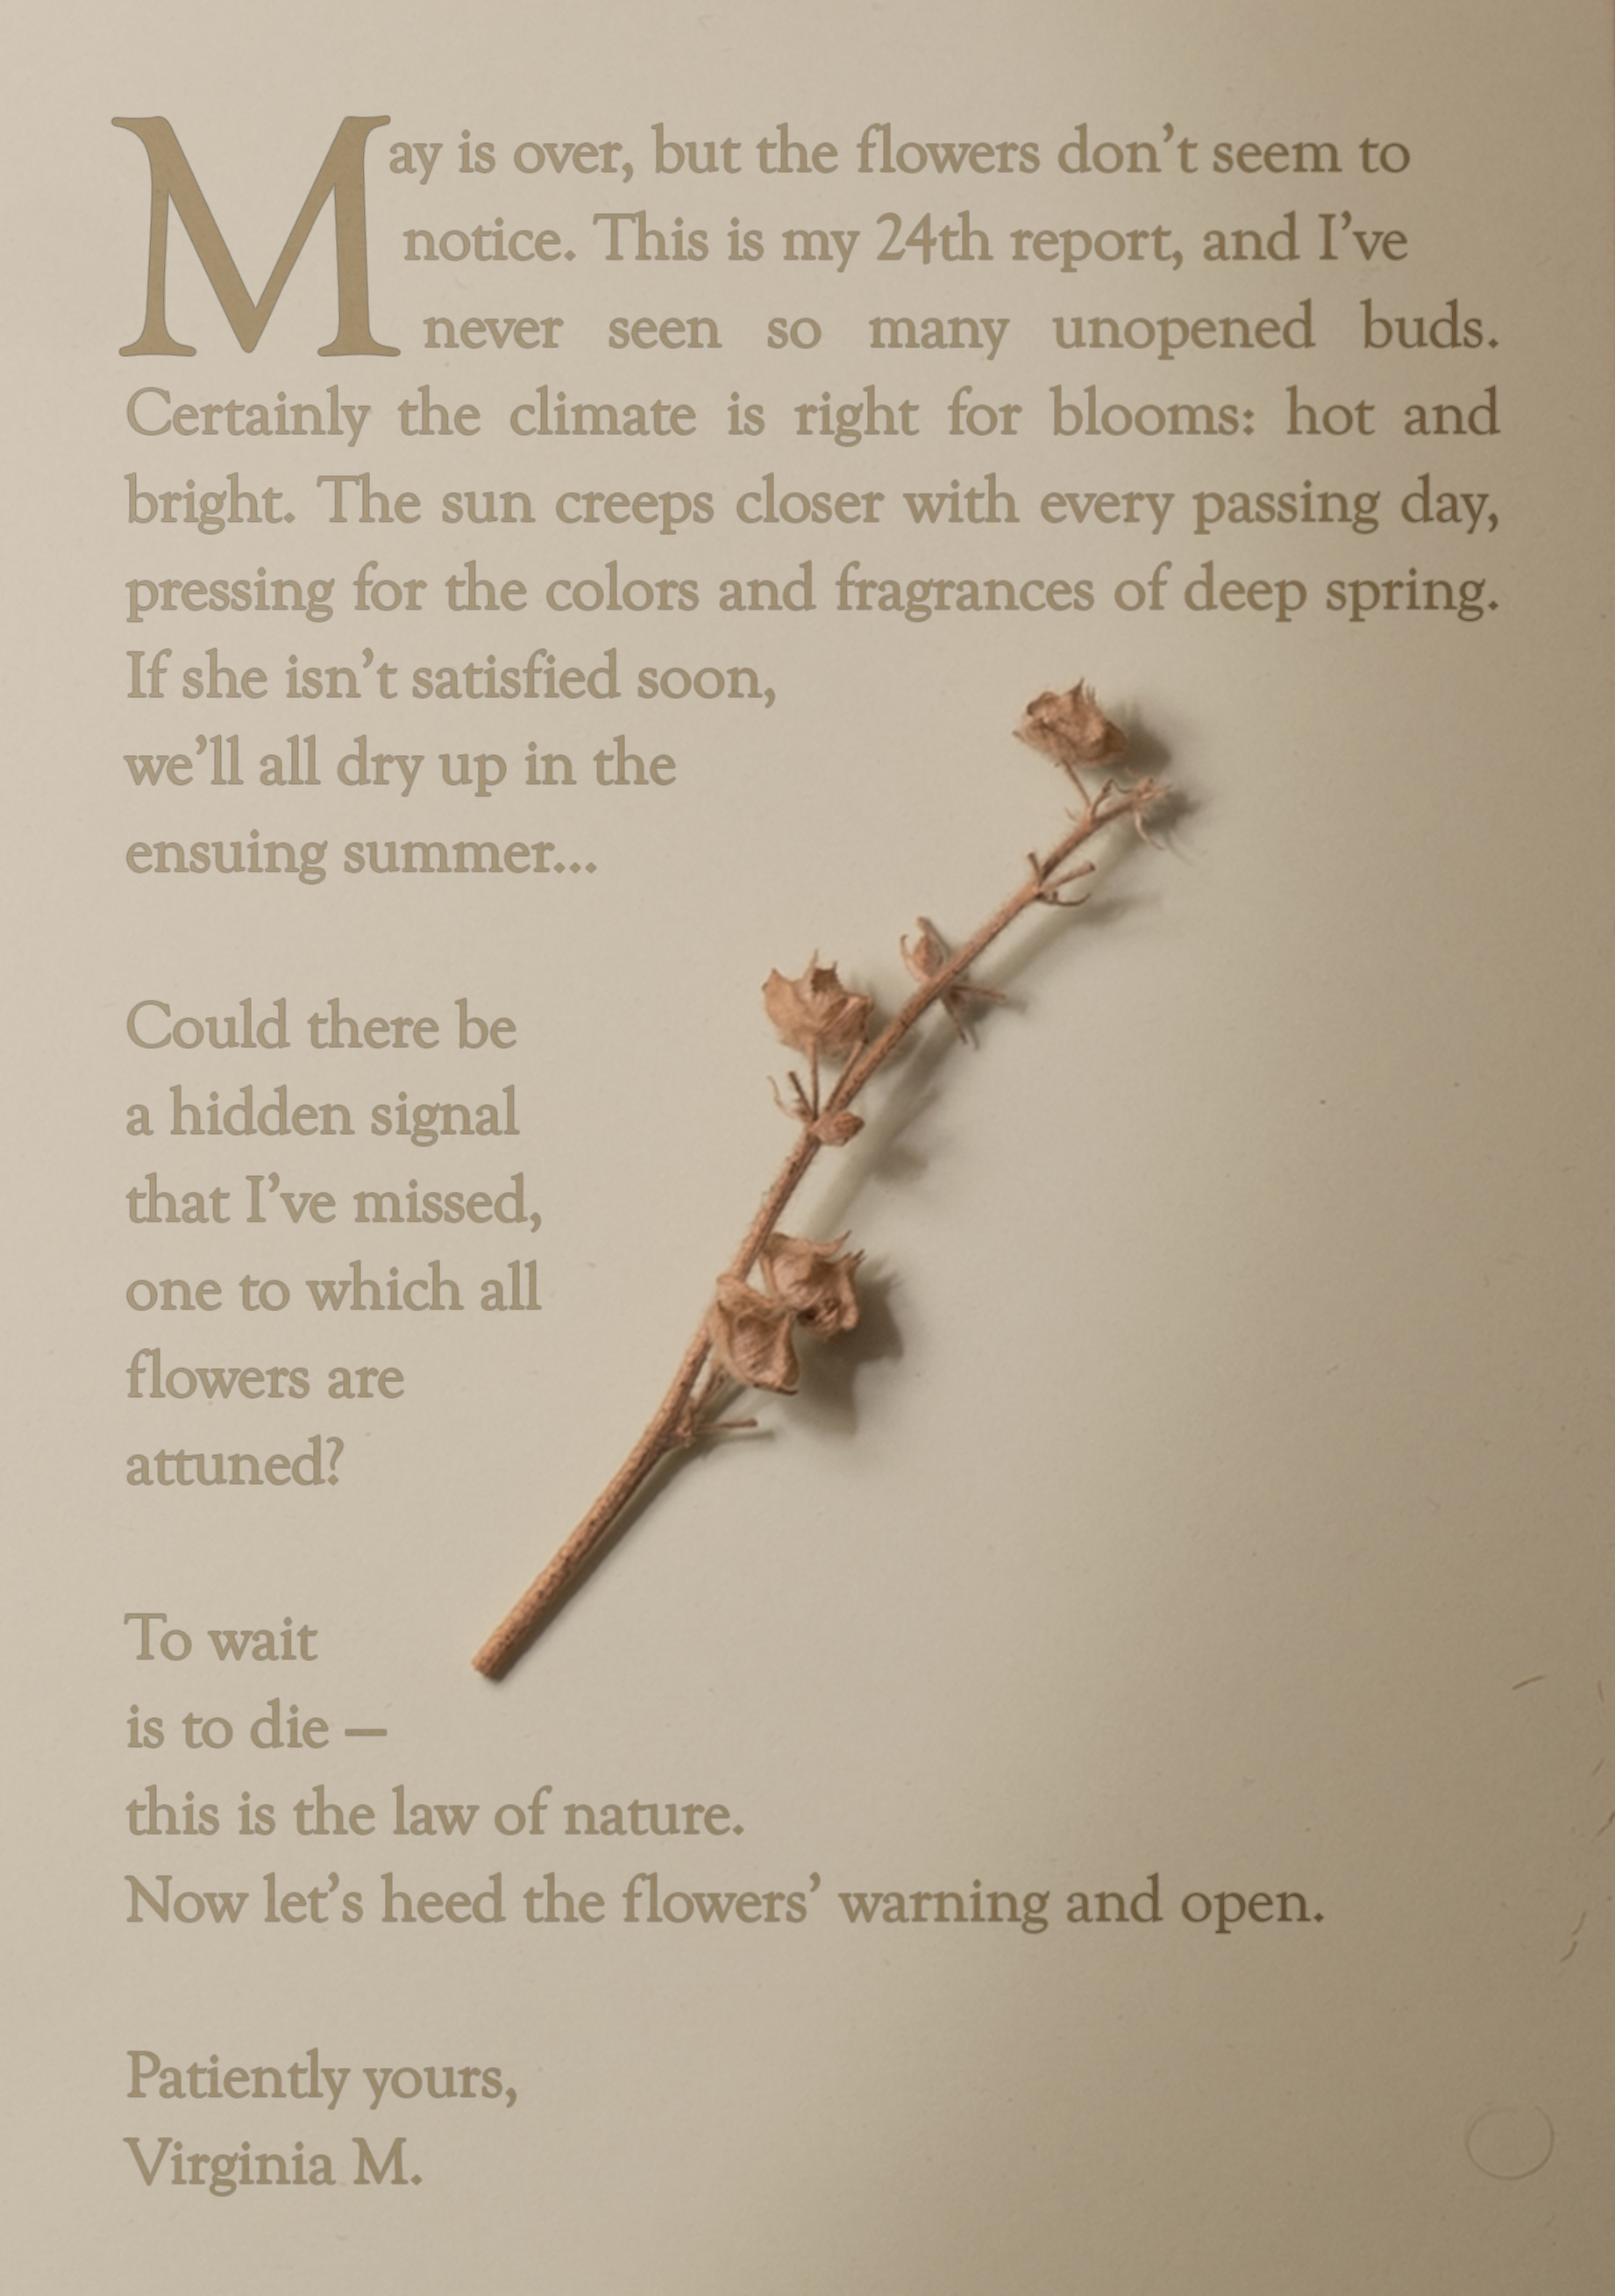 May is over, but the flowers don’t seem to
notice. This is my 24th report, and I’ve
never seen so many unopened buds.
Certainly the climate is right for blooms: hot and
bright. The sun creeps closer with every passing day,
pressing for the colors and fragrances of deep spring.
If she isn’t satisfied soon,
we’ll all dry up in the
ensuing summer...
Could there be
a hidden signal
that I’ve missed,
one to which all
flowers are
attuned?
To wait
is to die –
this is the law of nature.
Now let’s heed the flowers’ warning and open.
Patiently yours,
Virginia M.